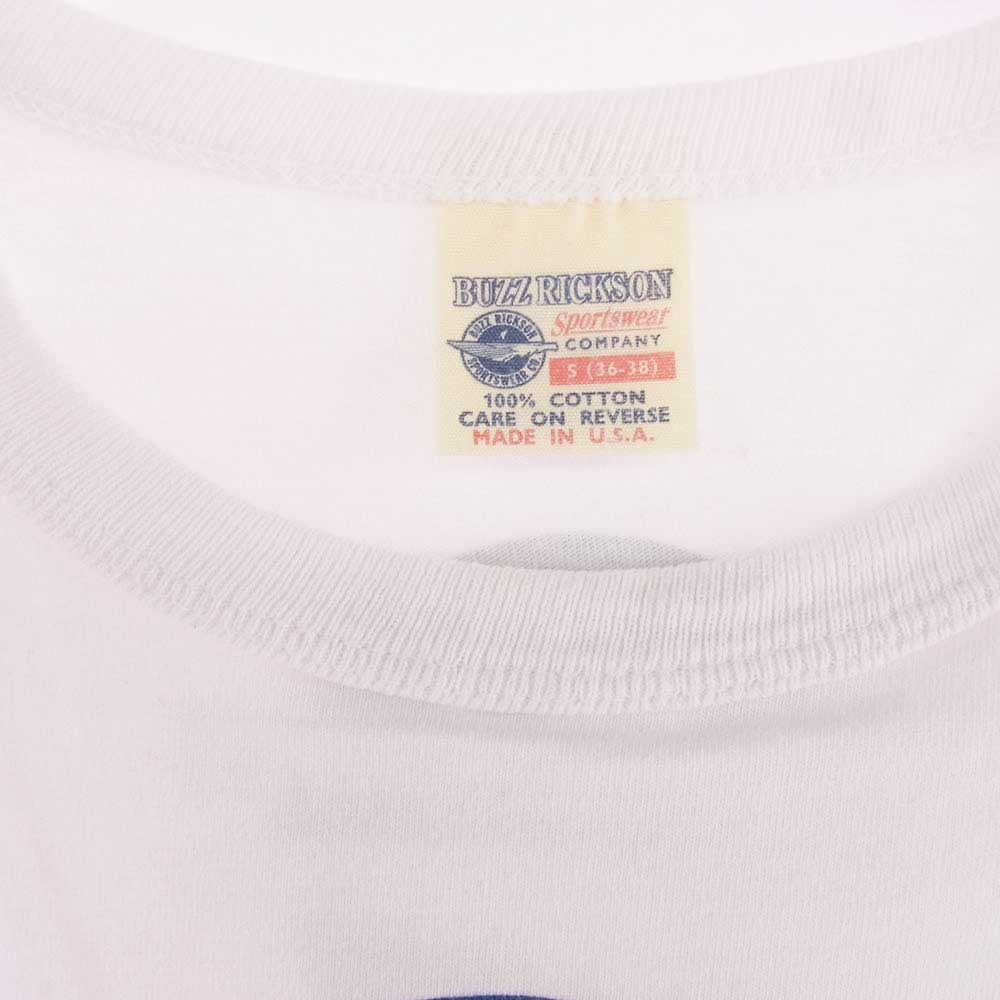 BUZZ RICKSON
Sportswear
COMPANY
BUZZ RICKSON
SPORTSWEAR CO.
S (36-38)
100% COTTON
CARE ON REVERSE
MADE IN U.S.A.